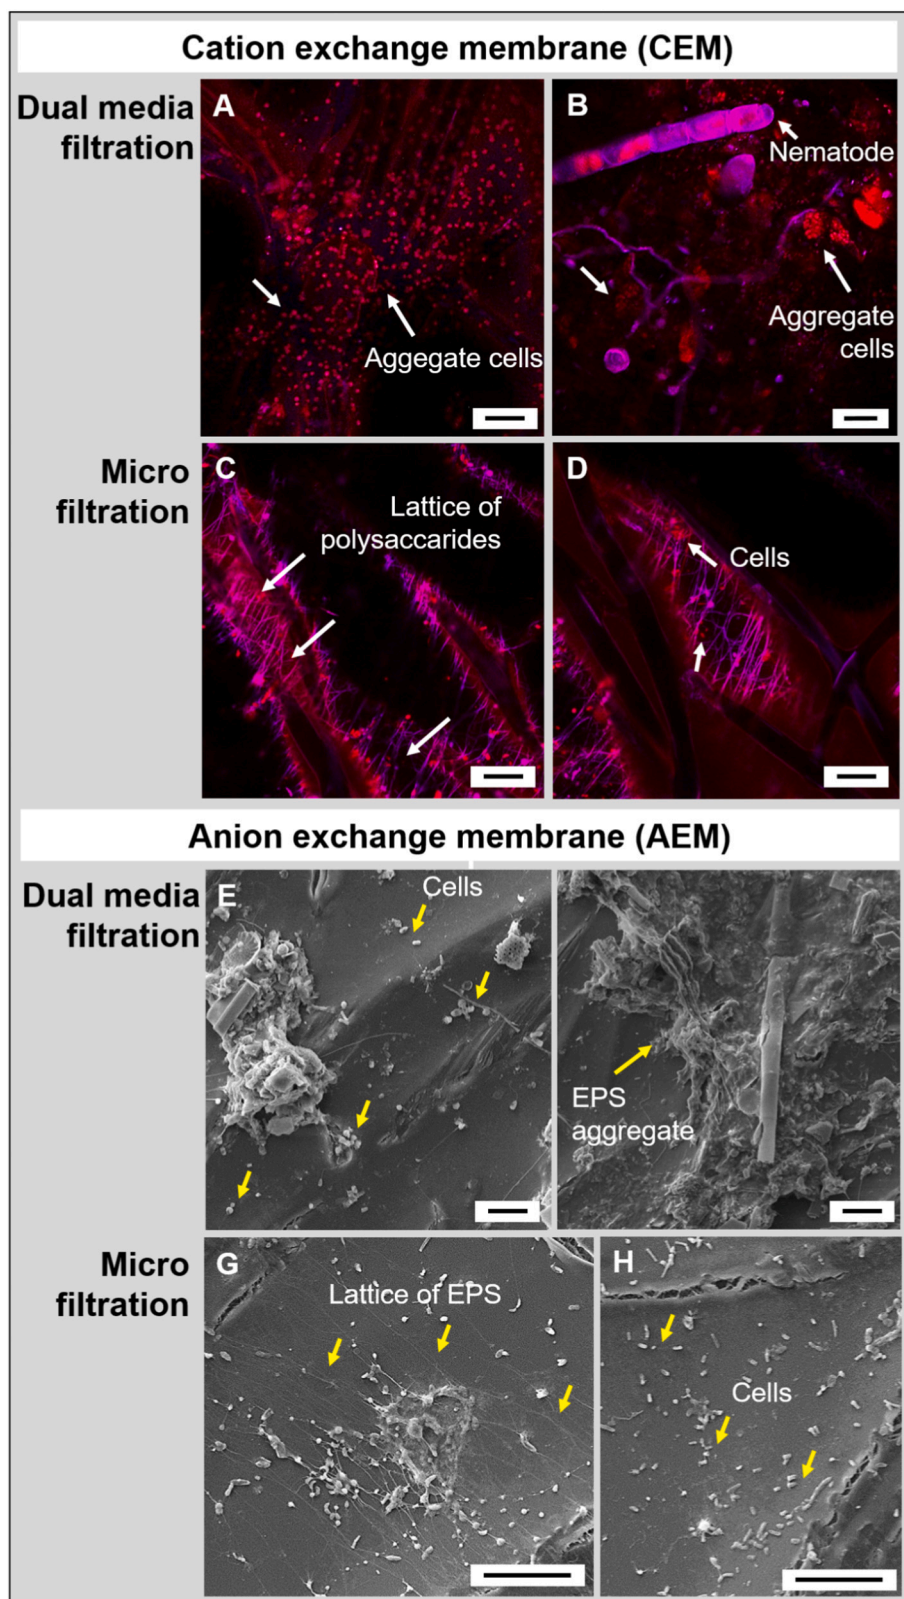 Cation exchange membrane (CEM)
Dual media
filtration
A
Aggegate cells
B
Nematode
Aggregate
cells
Micro
filtration
C
Lattice of
polysaccarides
D
Cells
Anion exchange membrane (AEM)
Dual media
filtration
E
Cells
EPS
aggregate
Micro
filtration
G
Lattice of EPS
H
Cells